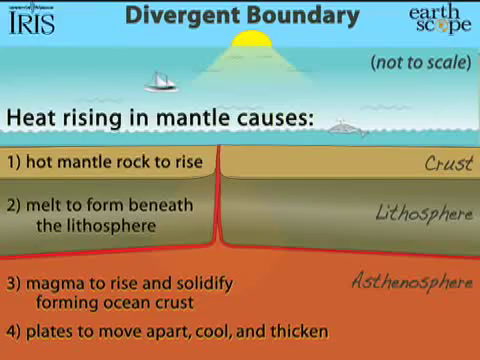 IRIS
Divergent Boundary
earth
scope
(not to scale)
Heat rising in mantle causes:
1) hot mantle rock to rise
Crust
2) melt to form beneath
the lithosphere
Lithosphere
3) magma to rise and solidify
forming ocean crust
Asthenosphere
4) plates to move apart, cool, and thicken